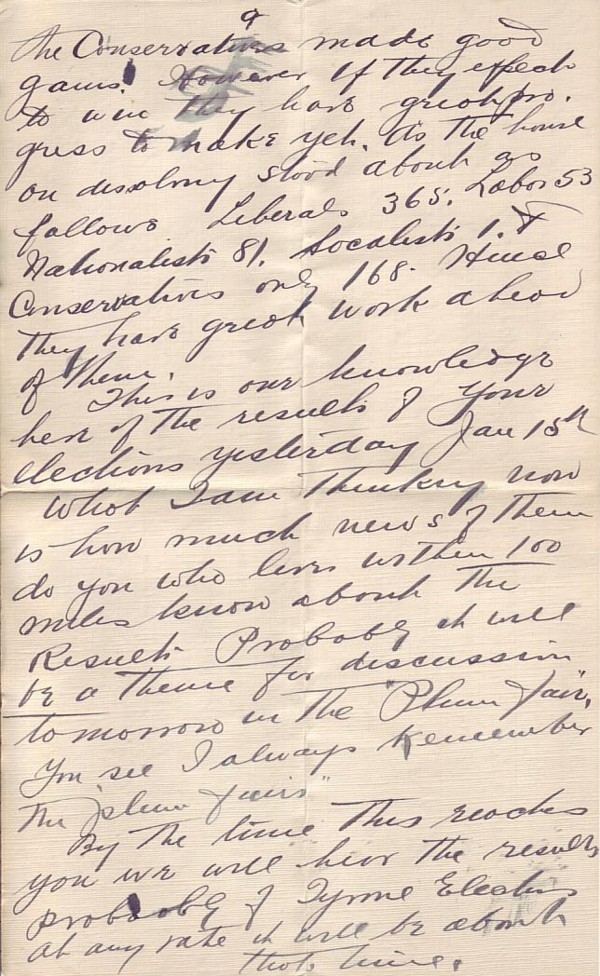 9
the Conservatives made good
gains. However if they expect
to win they have great pro-
gress to make yet. As the house
on dissolving stood about as
follows Liberals 365. Labor 53
Nationalists 81. Socalists 1. &
Conservatives only 168. Hence
they have great work ahead
of them.
This is our knowledge
here of the results of your
elections yesterday Jan 15th
What I am thinking now
is how much news of them
do you who lives within 100
miles know about the
Results Probably it will
be a theme for discussion
tomorrow in the "Plum fair,"
You see I always remember
the "plum fairs"
By the time this reaches
you we will hear the results
probably of Tyrone Elections
at any rate it will be about
that time.